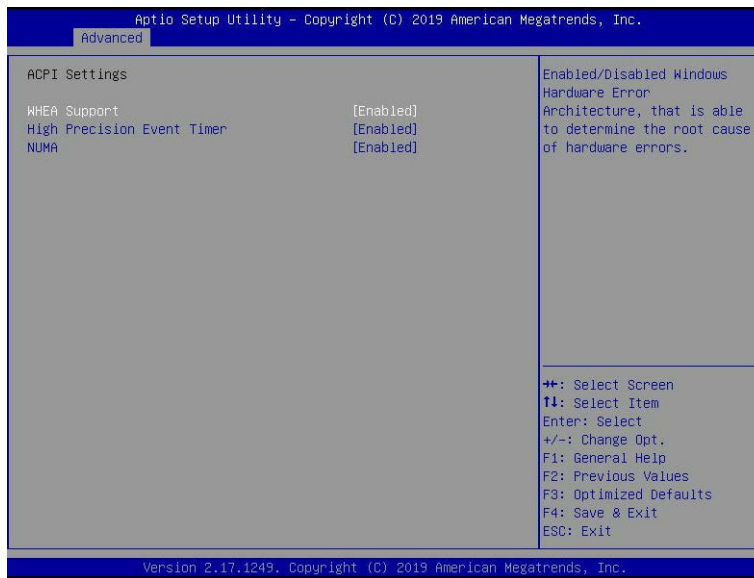 Aptio Setup Utility – Copyright (C) 2019 American Megatrends, Inc.
Advanced
ACPI Settings
WHEA Support [Enabled]
High Precision Event Timer [Enabled]
NUMA [Enabled]
Enabled/Disabled Windows
Hardware Error
Architecture, that is able
to determine the root cause
of hardware errors.
→←: Select Screen
↑↓: Select Item
Enter: Select
+/-: Change Opt.
F1: General Help
F2: Previous Values
F3: Optimized Defaults
F4: Save & Exit
ESC: Exit
Version 2.17.1249. Copyright (C) 2019 American Megatrends, Inc.